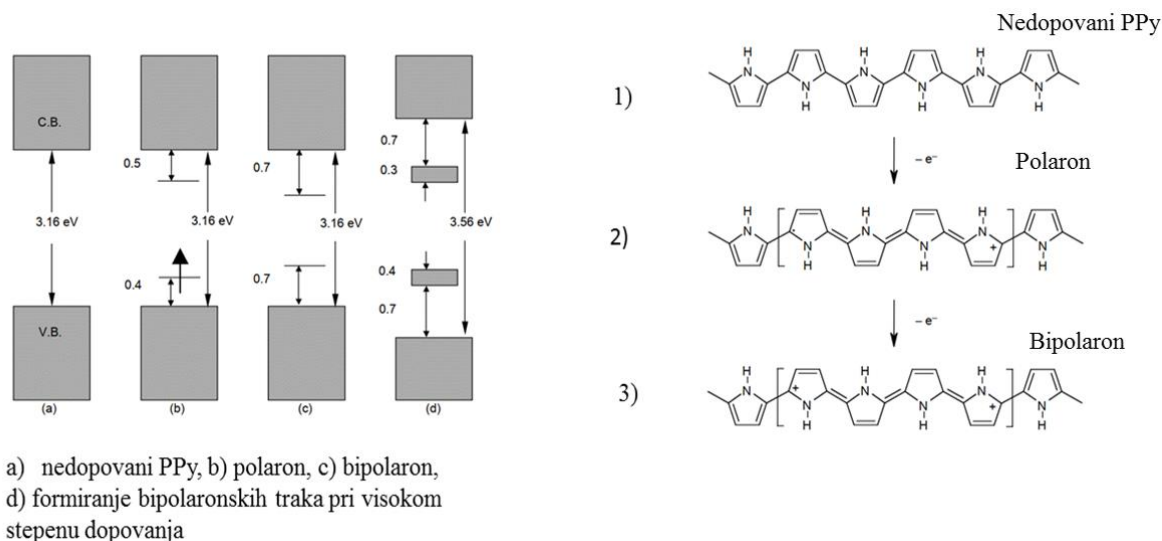 C.B.
3.16 eV
V.B.
(a)
0.5
3.16 eV
0.4
(b)
0.7
3.16 eV
0.7
(c)
0.7
0.3
3.56 eV
0.4
0.7
(d)
a) nedopovani PPy, b) polaron, c) bipolaron,
d) formiranje bipolaronskih traka pri visokom
stepenu dopovanja
Nedopovani PPy
1)
H N H N H N N H N H N H
− e⁻
Polaron
2)
H N N H H N N H H N + N H
− e⁻
Bipolaron
3)
H N + N H H N N H H N + N H